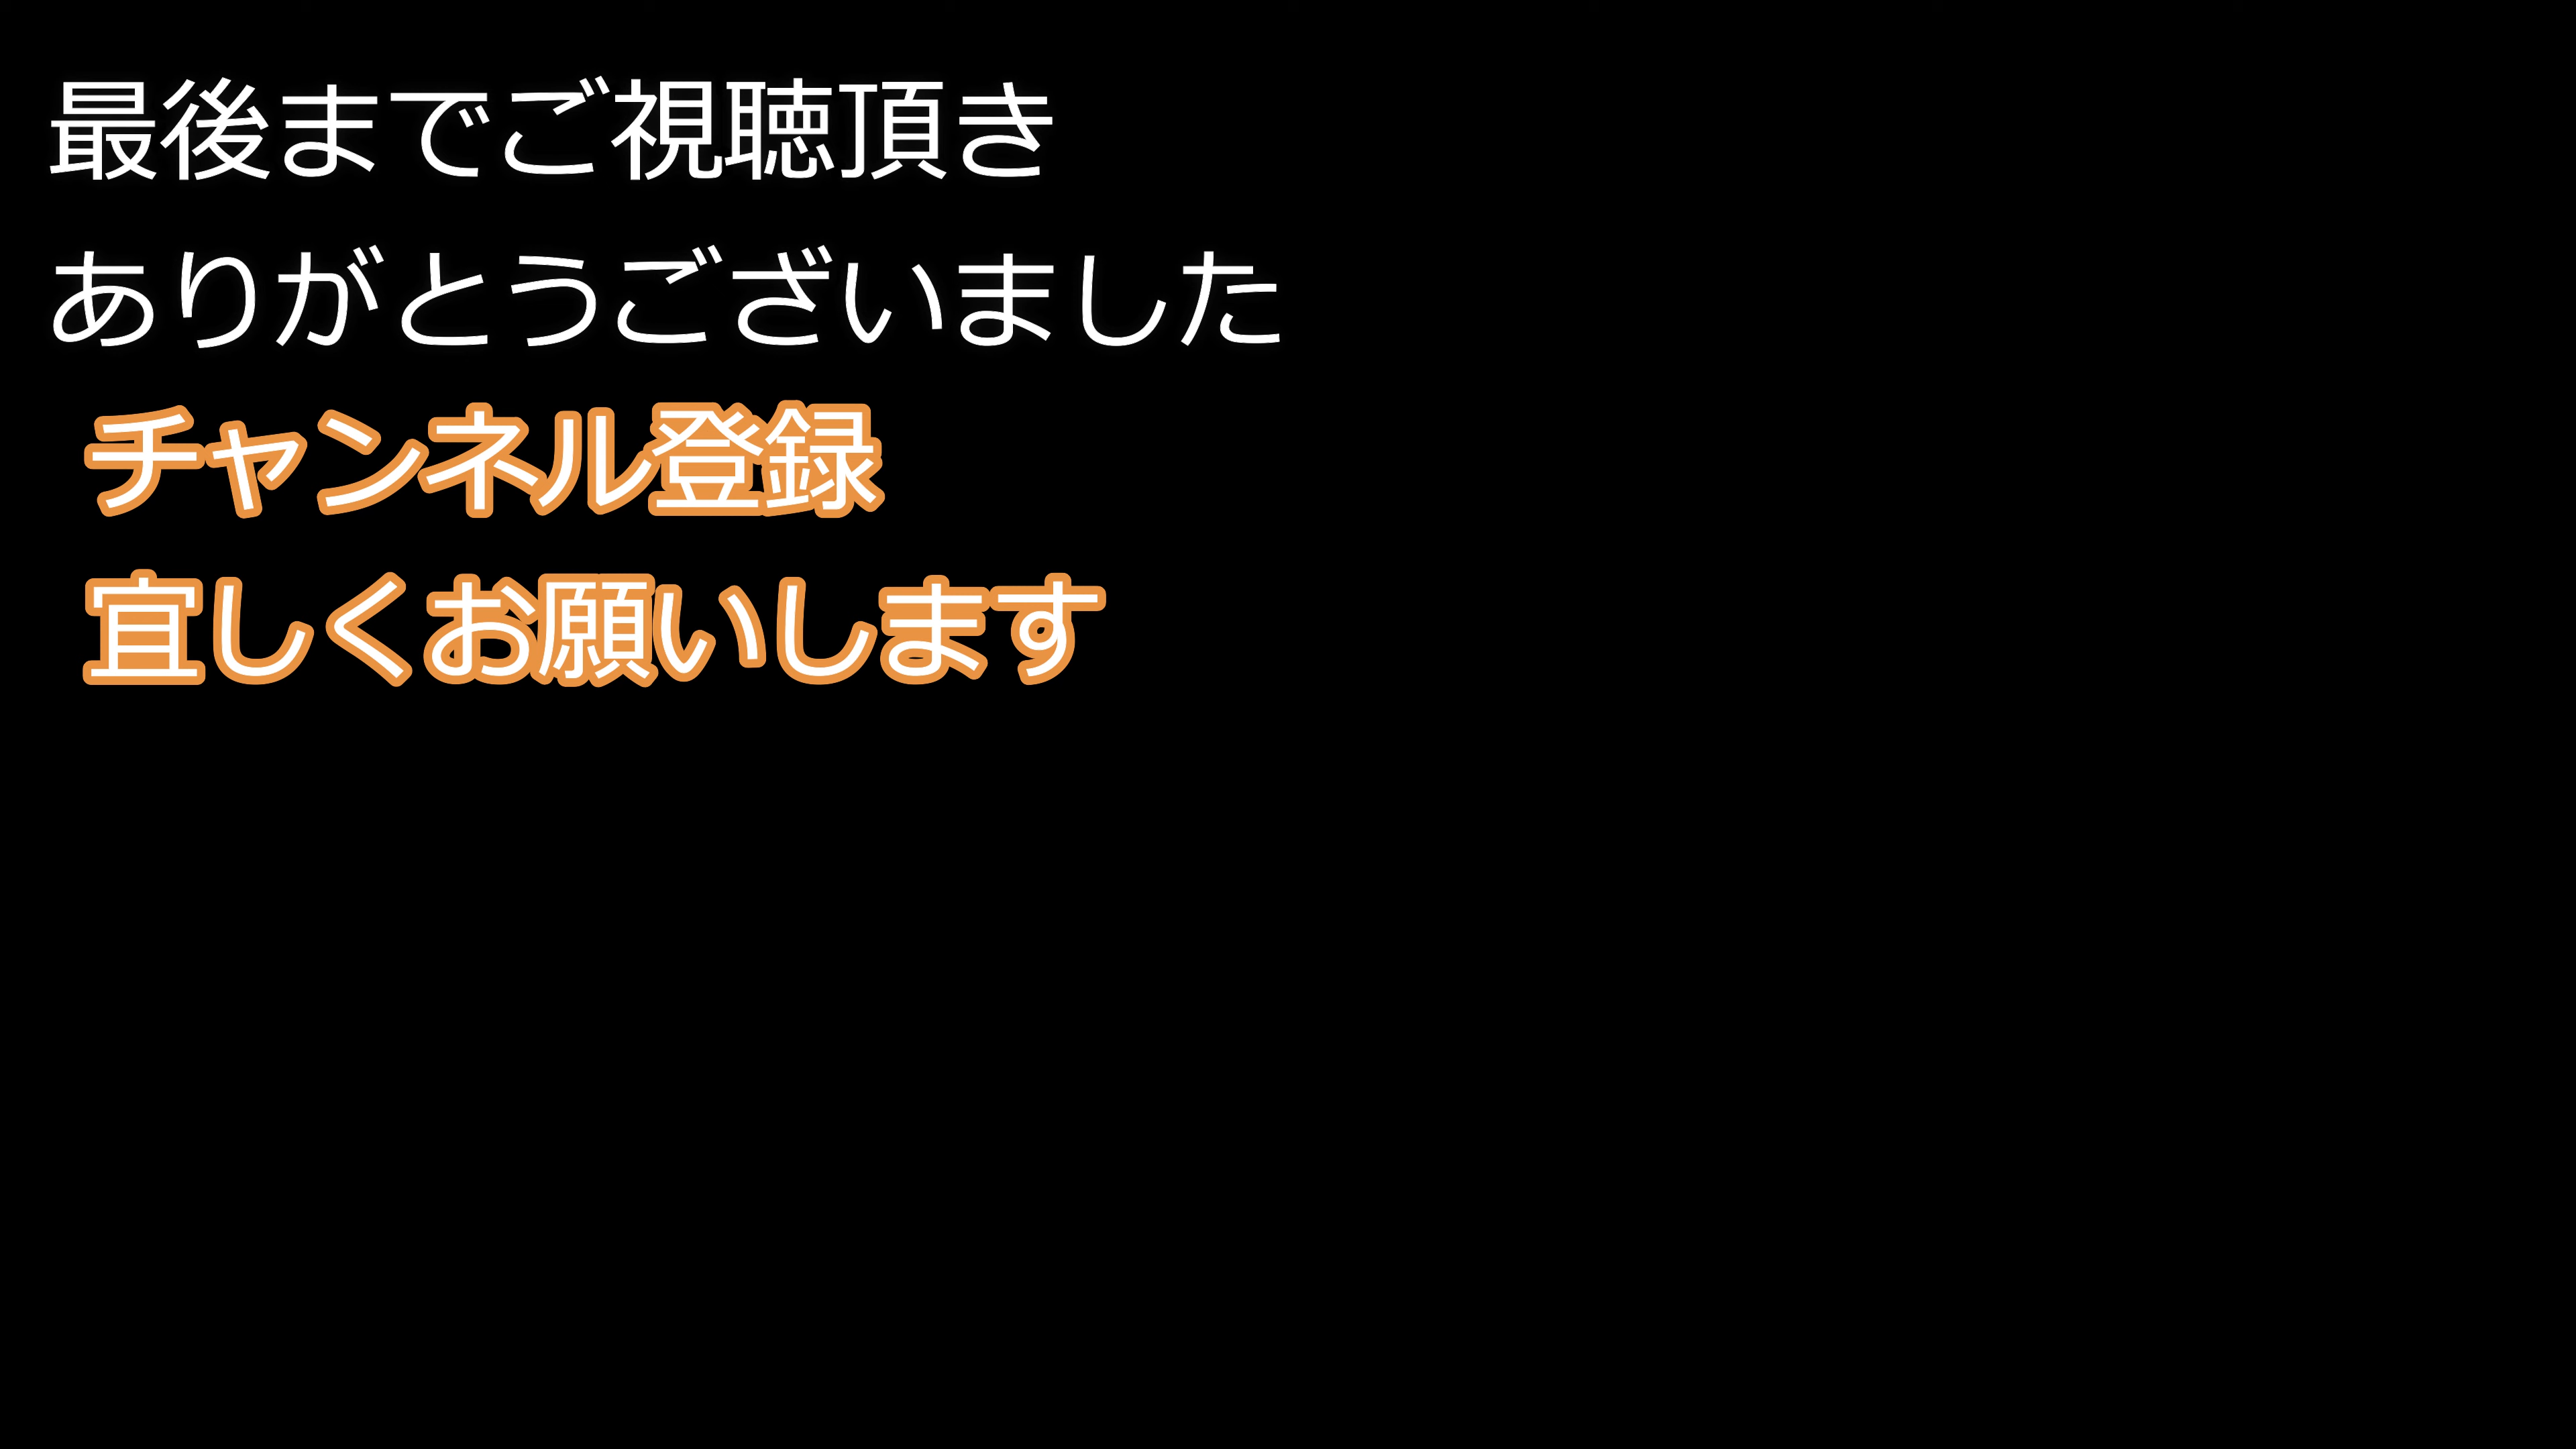 最後までご視聴頂き
ありがとうございました
チャンネル登録
宜しくお願いします